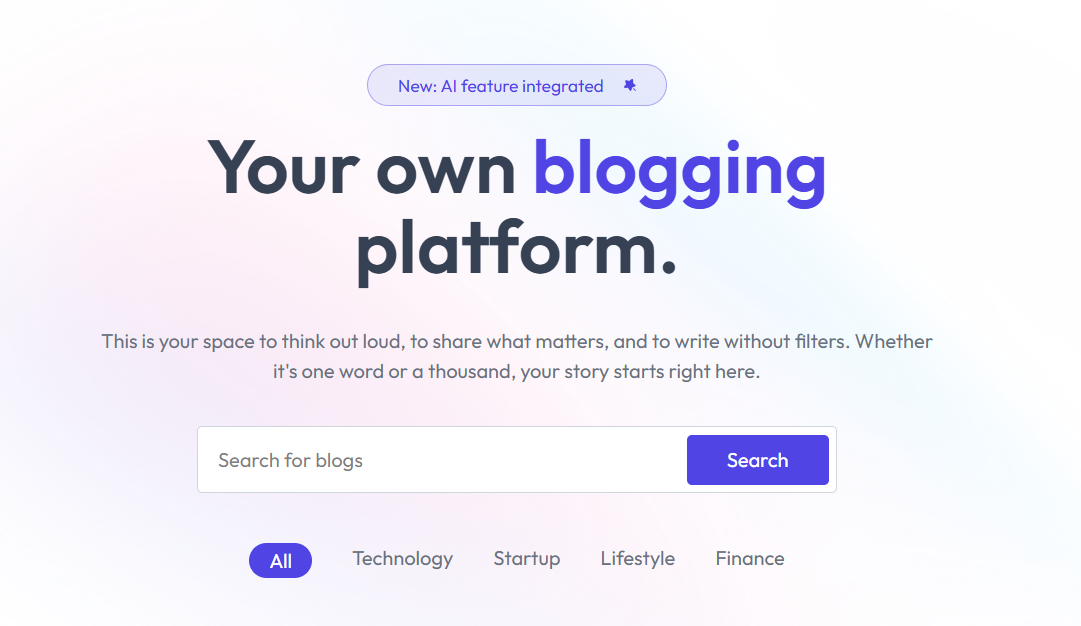 New: AI feature integrated
Your own blogging
platform.
This is your space to think out loud, to share what matters, and to write without filters. Whether
it's one word or a thousand, your story starts right here.
Search for blogs Search
All Technology Startup Lifestyle Finance